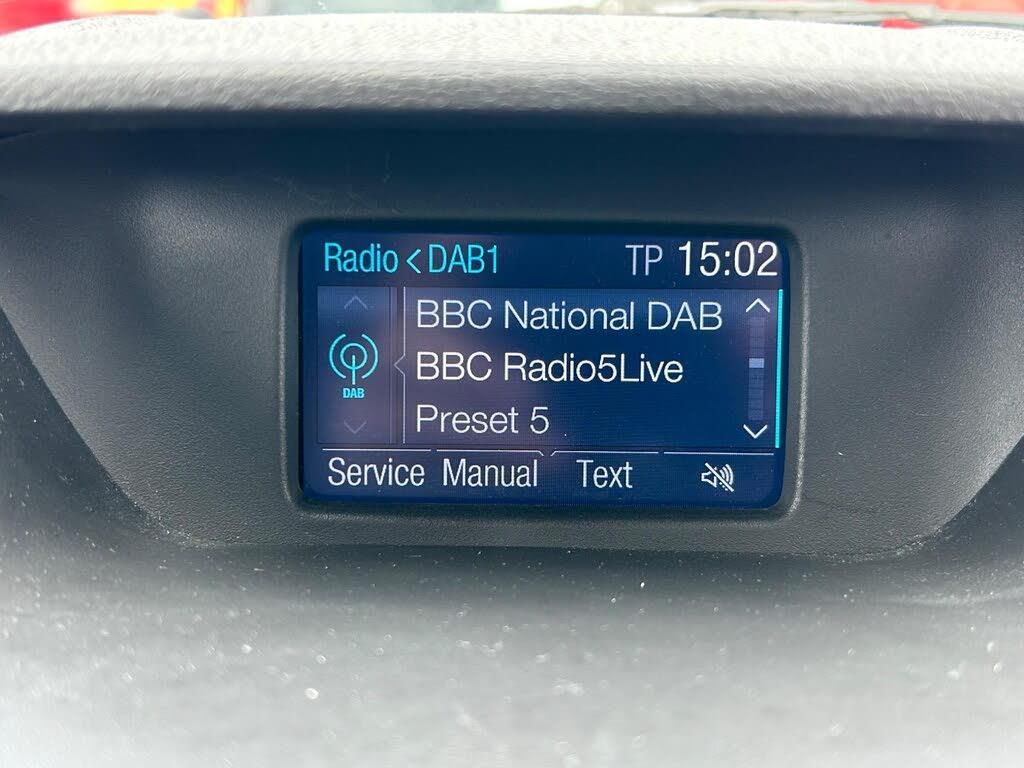 Radio < DAB1 TP 15:02
BBC National DAB
BBC Radio5Live
DAB
Preset 5
Service Manual Text